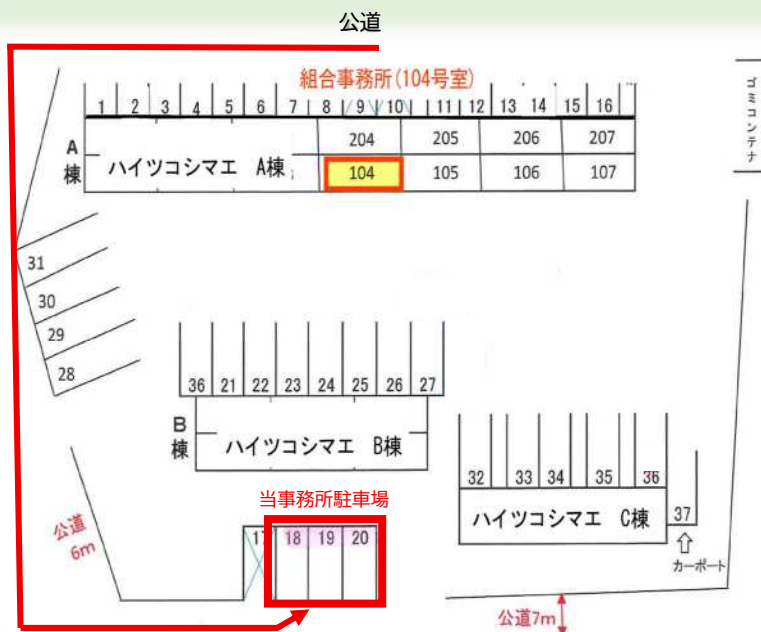 公道
組合事務所(104号室)
1 2 3 4 5 6 7 8 9 10 11 12 13 14 15 16
ゴミコンテナ
A棟
204 205 206 207
ハイツコシマエ A棟
104 105 106 107
31
30
29
28
36 21 22 23 24 25 26 27
B棟
ハイツコシマエ B棟
32 33 34 35 36
ハイツコシマエ C棟
37
カーポート
当事務所駐車場
17 18 19 20
公道
6m
公道7m